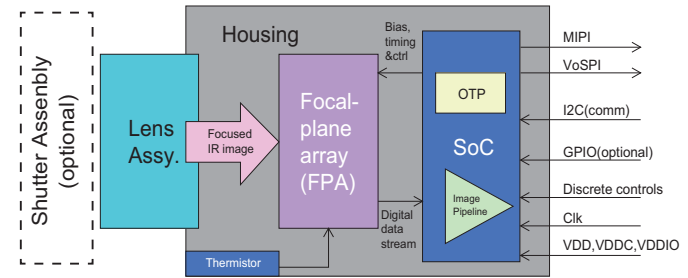 Shutter Assembly
(optional)
Lens
Assy.
Housing
Focused
IR image
Focal-
plane
array
(FPA)
Thermistor
Bias,
timing
&ctrl
Digital
data
stream
OTP
SoC
Image
Pipeline
MIPI
VoSPI
I2C(comm)
GPIO(optional)
Discrete controls
Clk
VDD,VDDC,VDDIO